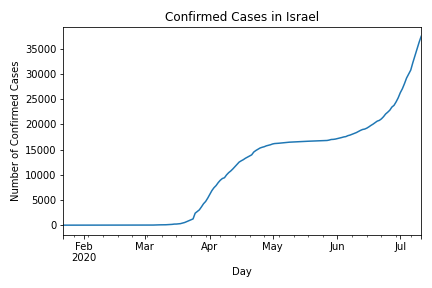 Confirmed Cases in Israel
Number of Confirmed Cases
35000
30000
25000
20000
15000
10000
5000
0
Feb Mar Apr May Jun Jul
2020
Day